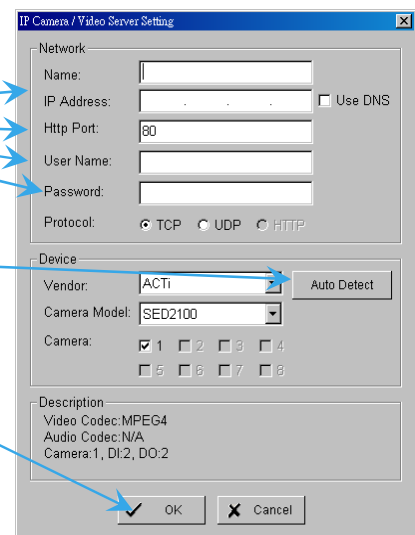 IP Camera / Video Server Setting
Network
Name:
IP Address: . . . Use DNS
Http Port: 80
User Name:
Password:
Protocol: TCP UDP HTTP
Device
Vendor: ACTi Auto Detect
Camera Model: SED2100
Camera: 1 2 3 4
5 6 7 8
Description
Video Codec:MPEG4
Audio Codec:N/A
Camera:1, DI:2, DO:2
OK Cancel